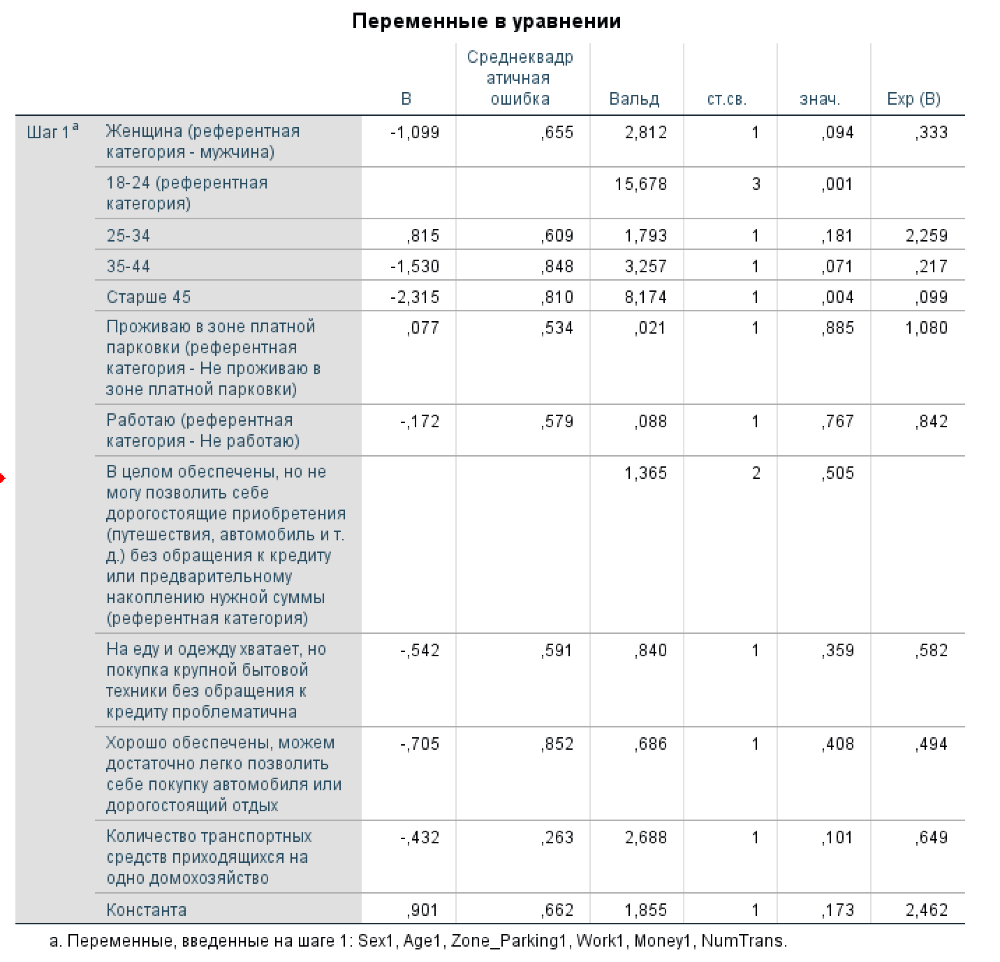 Переменные в уравнении
Среднеквадр
атичная
B ошибка Вальд ст.св. знач. Exp (B)
Шаг 1a Женщина (референтная -1,099 ,655 2,812 1 ,094 ,333
категория - мужчина)
18-24 (референтная 15,678 3 ,001
категория)
25-34 ,815 ,609 1,793 1 ,181 2,259
35-44 -1,530 ,848 3,257 1 ,071 ,217
Старше 45 -2,315 ,810 8,174 1 ,004 ,099
Проживаю в зоне платной ,077 ,534 ,021 1 ,885 1,080
парковки (референтная
категория - Не проживаю в
зоне платной парковки)
Работаю (референтная -,172 ,579 ,088 1 ,767 ,842
категория - Не работаю)
В целом обеспечены, но не 1,365 2 ,505
могу позволить себе
дорогостоящие приобретения
(путешествия, автомобиль и т.
д.) без обращения к кредиту
или предварительному
накоплению нужной суммы
(референтная категория)
На еду и одежду хватает, но -,542 ,591 ,840 1 ,359 ,582
покупка крупной бытовой
техники без обращения к
кредиту проблематична
Хорошо обеспечены, можем -,705 ,852 ,686 1 ,408 ,494
достаточно легко позволить
себе покупку автомобиля или
дорогостоящий отдых
Количество транспортных -,432 ,263 2,688 1 ,101 ,649
средств приходящихся на
одно домохозяйство
Константа ,901 ,662 1,855 1 ,173 2,462
a. Переменные, введенные на шаге 1: Sex1, Age1, Zone_Parking1, Work1, Money1, NumTrans.